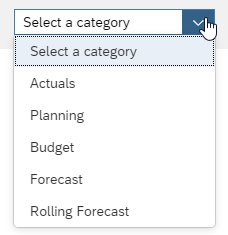 Select a category
Select a category
Actuals
Planning
Budget
Forecast
Rolling Forecast